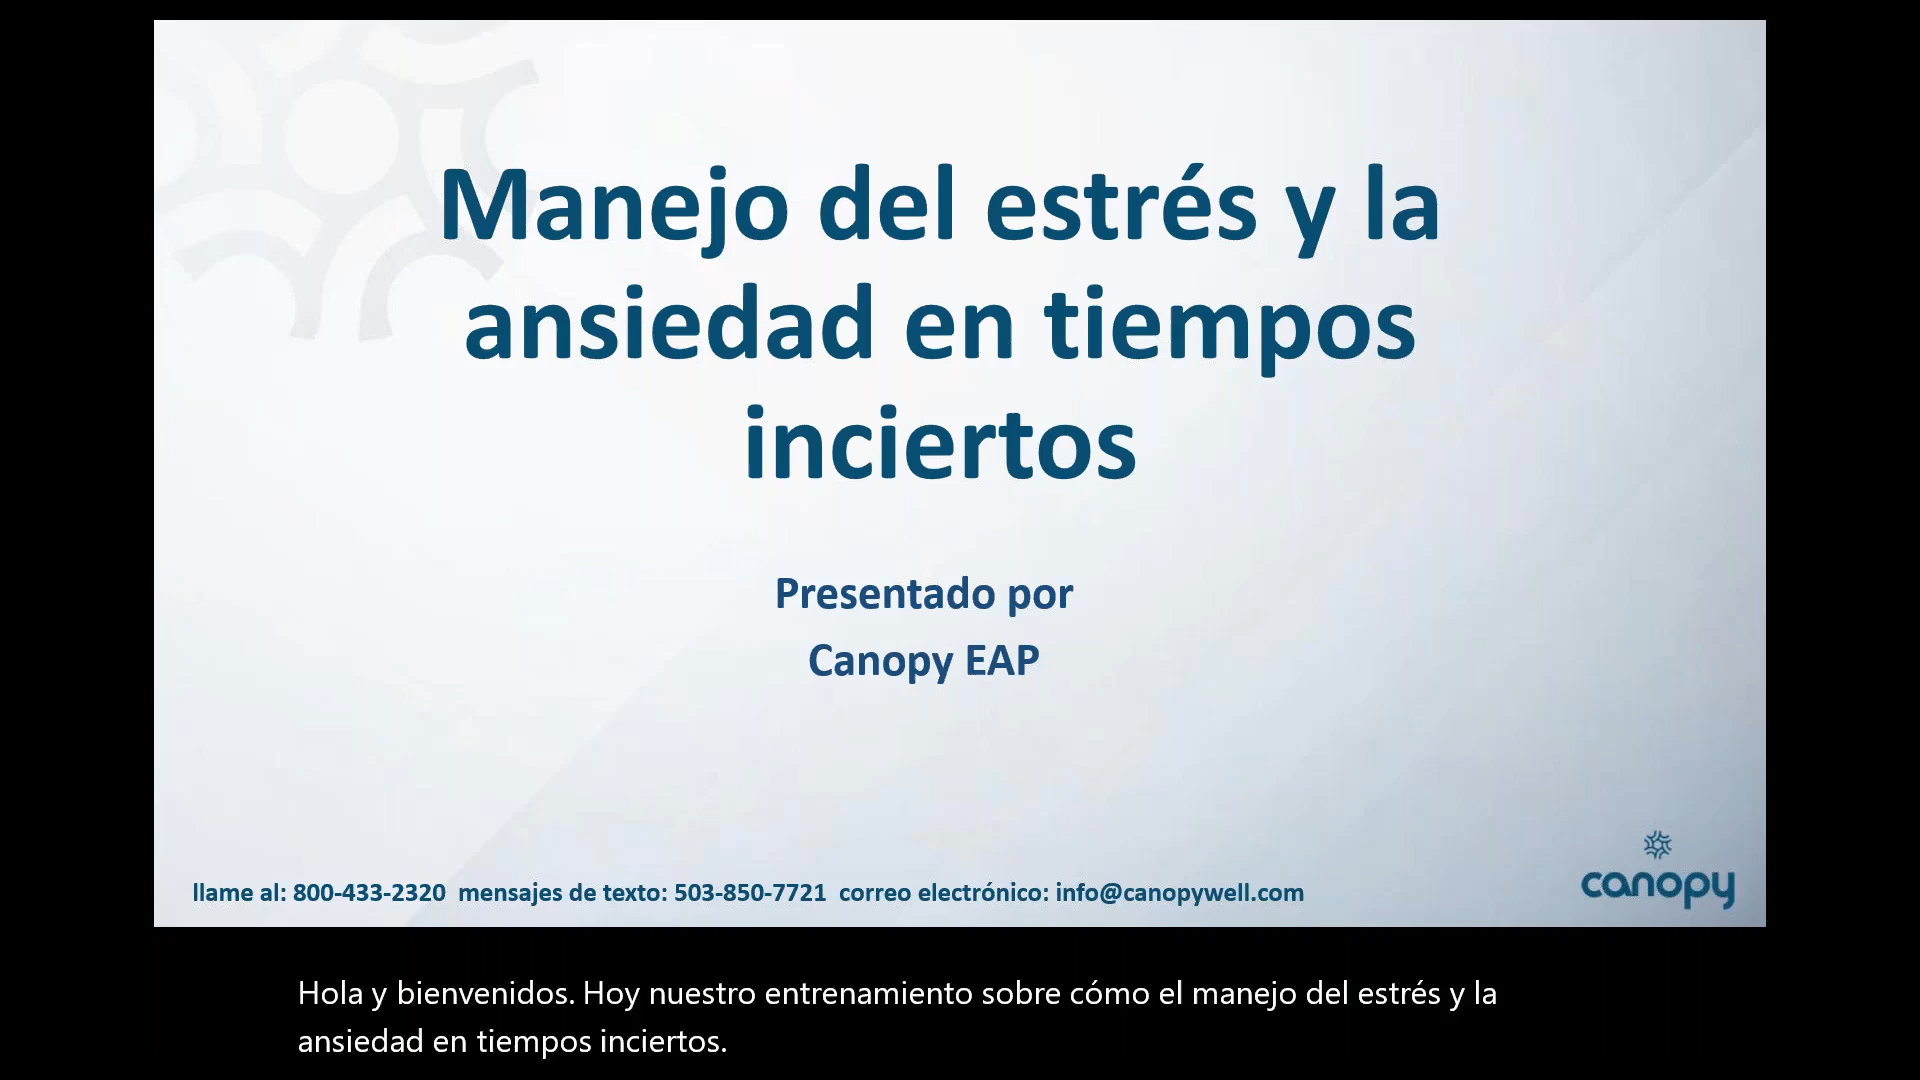 Manejo del estrés y la
ansiedad en tiempos
inciertos
Presentado por
Canopy EAP
llame al: 800-433-2320 mensajes de texto: 503-850-7721 correo electrónico: info@canopywell.com
canopy
Hola y bienvenidos. Hoy nuestro entrenamiento sobre cómo el manejo del estrés y la
ansiedad en tiempos inciertos.